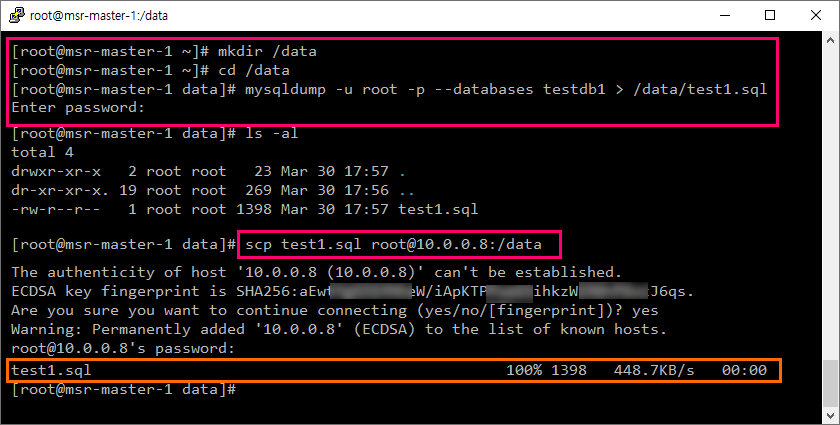 root@msr-master-1:/data
[root@msr-master-1 ~]# mkdir /data
[root@msr-master-1 ~]# cd /data
[root@msr-master-1 data]# mysqldump -u root -p --databases testdb1 > /data/test1.sql
Enter password:
[root@msr-master-1 data]# ls -al
total 4
drwxr-xr-x   2 root root   23 Mar 30 17:57 .
dr-xr-xr-x. 19 root root  269 Mar 30 17:56 ..
-rw-r--r--   1 root root 1398 Mar 30 17:57 test1.sql
[root@msr-master-1 data]# scp test1.sql root@10.0.0.8:/data
The authenticity of host '10.0.0.8 (10.0.0.8)' can't be established.
ECDSA key fingerprint is SHA256:aEwt eW/iApKTP ihkzW J6qs.
Are you sure you want to continue connecting (yes/no/[fingerprint])? yes
Warning: Permanently added '10.0.0.8' (ECDSA) to the list of known hosts.
root@10.0.0.8's password:
test1.sql 100% 1398 448.7KB/s 00:00
[root@msr-master-1 data]#